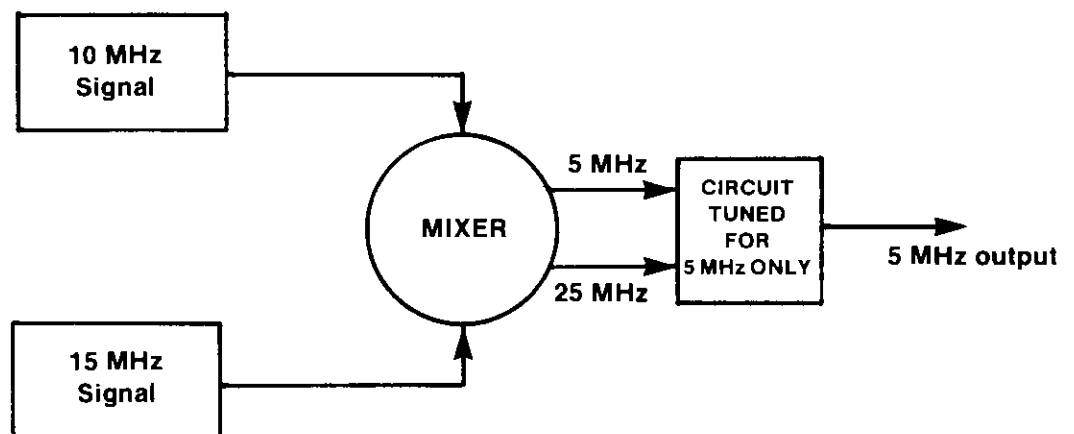 10 MHz
Signal
MIXER
5 MHz
25 MHz
CIRCUIT
TUNED
FOR
5 MHz ONLY
5 MHz output
15 MHz
Signal